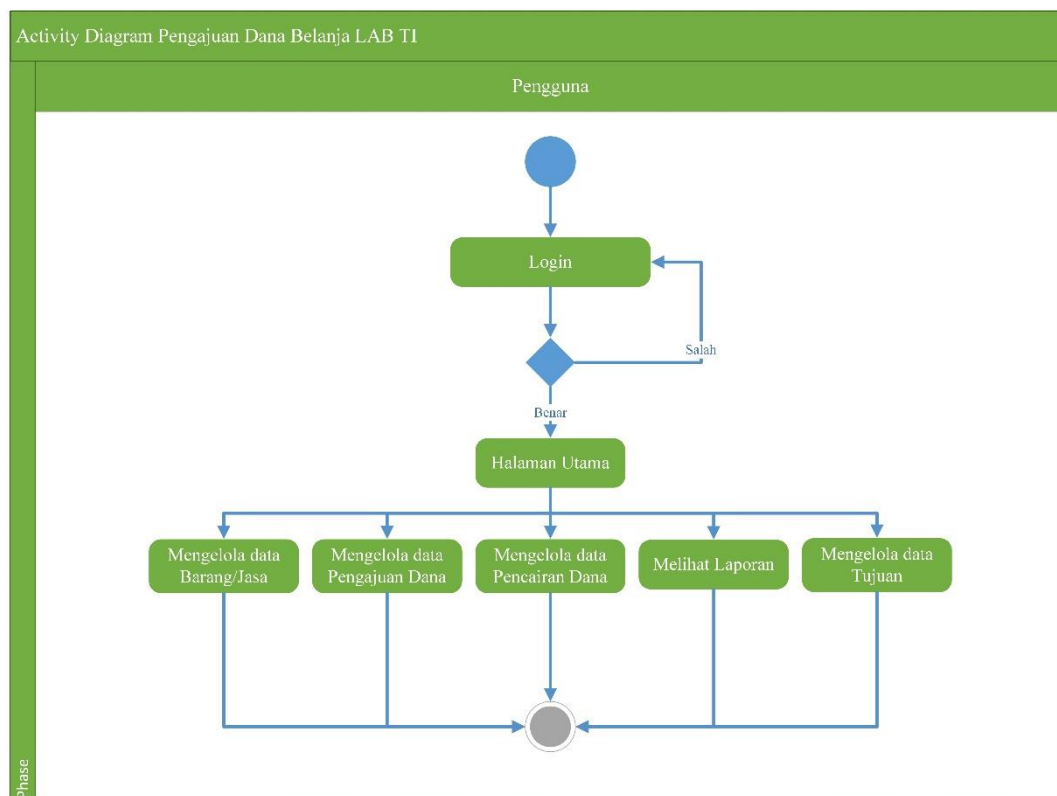 Activity Diagram Pengajuan Dana Belanja LAB TI
Pengguna
Login
Salah
Benar
Halaman Utama
Mengelola data
Barang/Jasa
Mengelola data
Pengajuan Dana
Mengelola data
Pencairan Dana
Melihat Laporan
Mengelola data
Tujuan
Phase